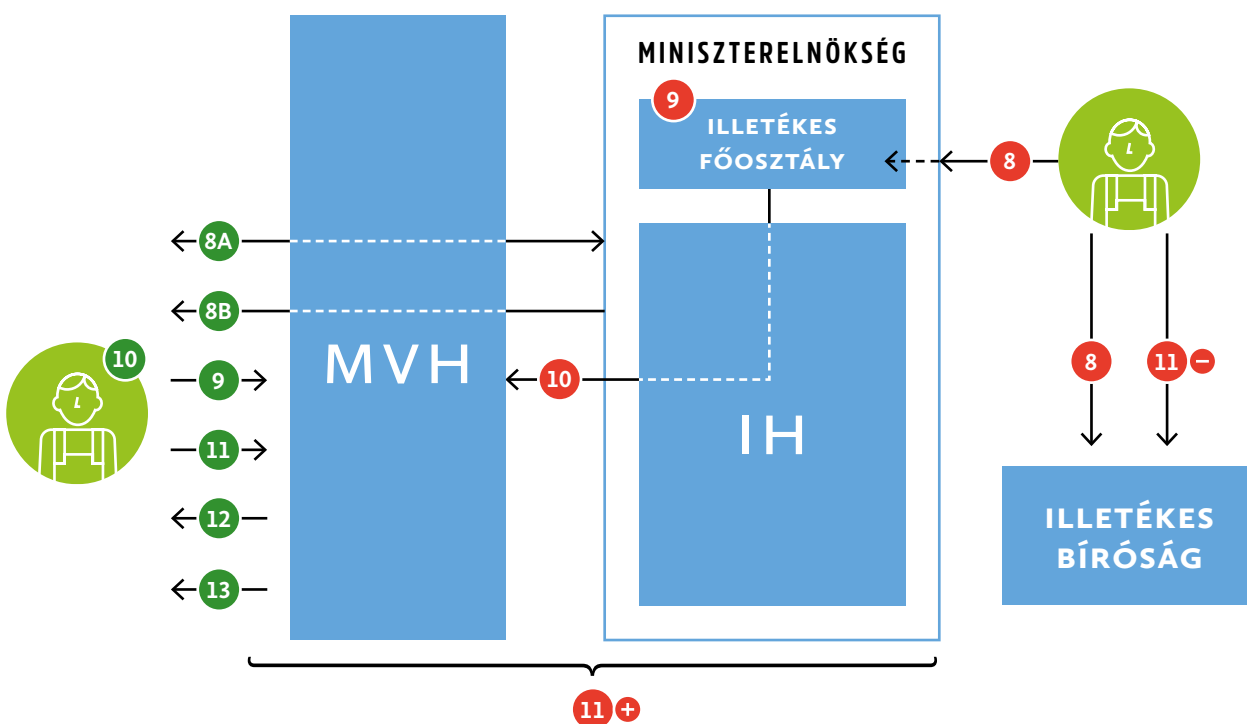 MINISZTERELNÖKSÉG
9
ILLETÉKES
FŐOSZTÁLY
8
8A
8B
10
9
MVH
10
8
11 −
11
IH
12
ILLETÉKES
BÍRÓSÁG
13
11 +